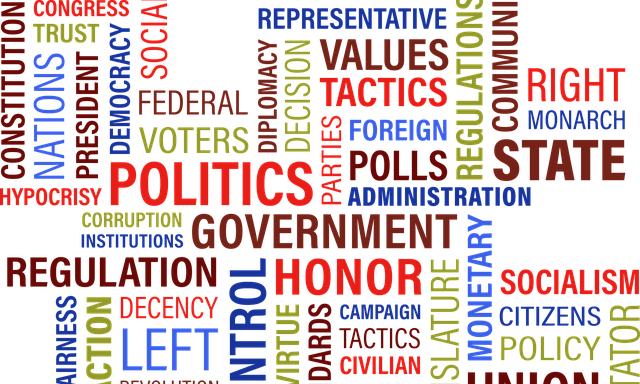 CONGRESS
TRUST
CONSTITUTION
NATIONS
PRESIDENT
DEMOCRACY
SOCIAL
FEDERAL
VOTERS
POLITICS
HYPOCRISY
REPRESENTATIVE
DIPLOMACY
DECISION
VALUES
TACTICS
PARTIES
FOREIGN
POLLS
ADMINISTRATION
REGULATIONS
COMMUNI
RIGHT
MONARCH
STATE
CORRUPTION
INSTITUTIONS
GOVERNMENT
REGULATION
HONOR
MONETARY
SOCIALISM
AIRNESS
ACTION
DECENCY
LEFT
REVOLUTION
NTROL
VIRTUE
DARDS
CAMPAIGN
TACTICS
CIVILIAN
SLATURE
CITIZENS
POLICY
TATOR
UNION